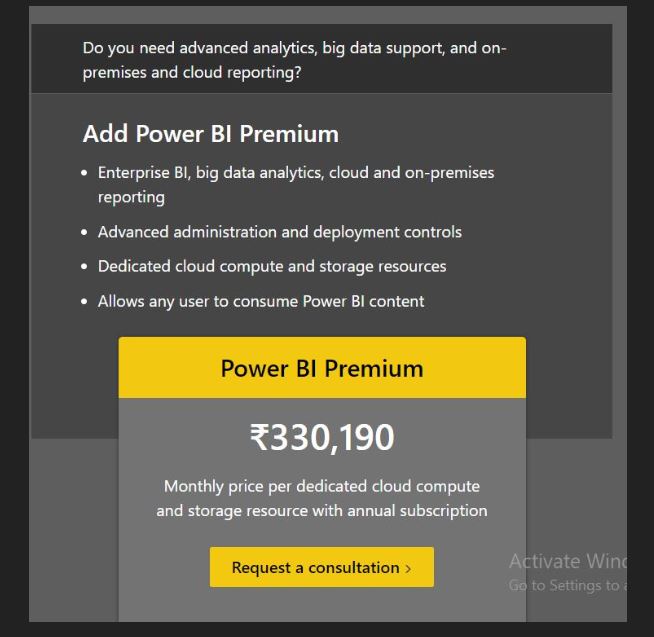 Do you need advanced analytics, big data support, and on-
premises and cloud reporting?
Add Power BI Premium
• Enterprise BI, big data analytics, cloud and on-premises
reporting
• Advanced administration and deployment controls
• Dedicated cloud compute and storage resources
• Allows any user to consume Power BI content
Power BI Premium
₹330,190
Monthly price per dedicated cloud compute
and storage resource with annual subscription
Request a consultation ›
Activate Wind
Go to Settings to a